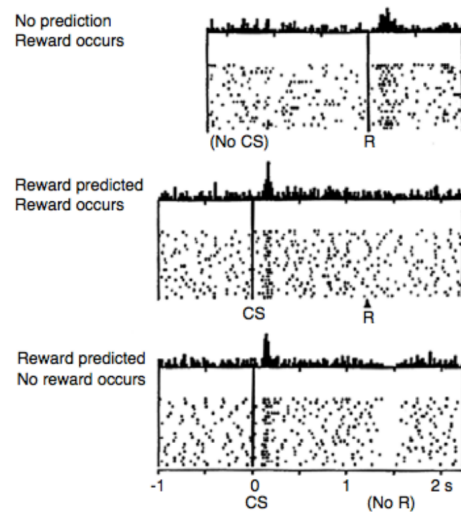 No prediction
Reward occurs
(No CS)
R
Reward predicted
Reward occurs
CS
R
Reward predicted
No reward occurs
-1
0
1
2 s
CS
(No R)